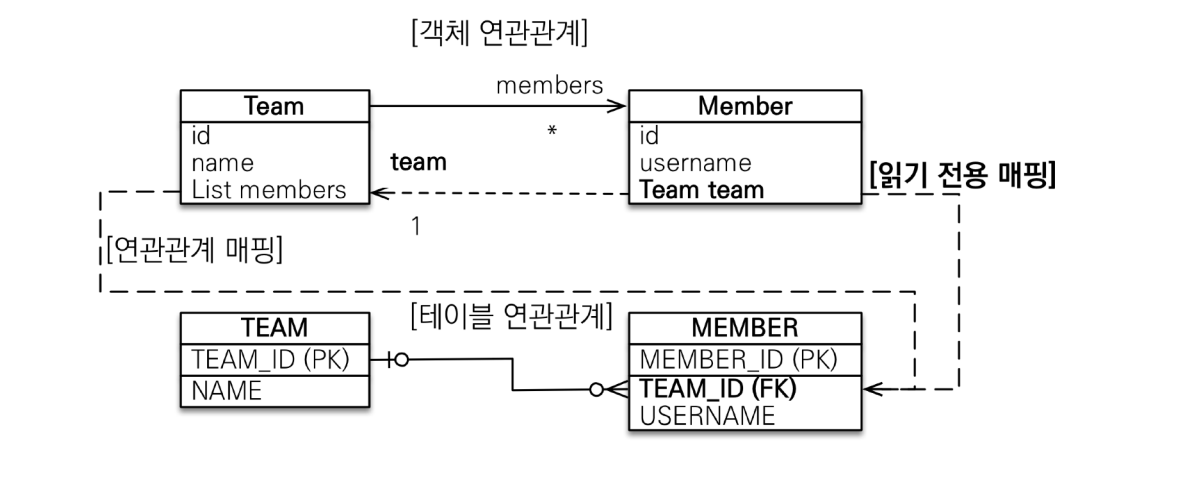 [객체 연관관계]
members
Team
id
name
List members
*
team
1
Member
id
username
Team team
[읽기 전용 매핑]
[연관관계 매핑]
[테이블 연관관계]
TEAM
TEAM_ID (PK)
NAME
MEMBER
MEMBER_ID (PK)
TEAM_ID (FK)
USERNAME